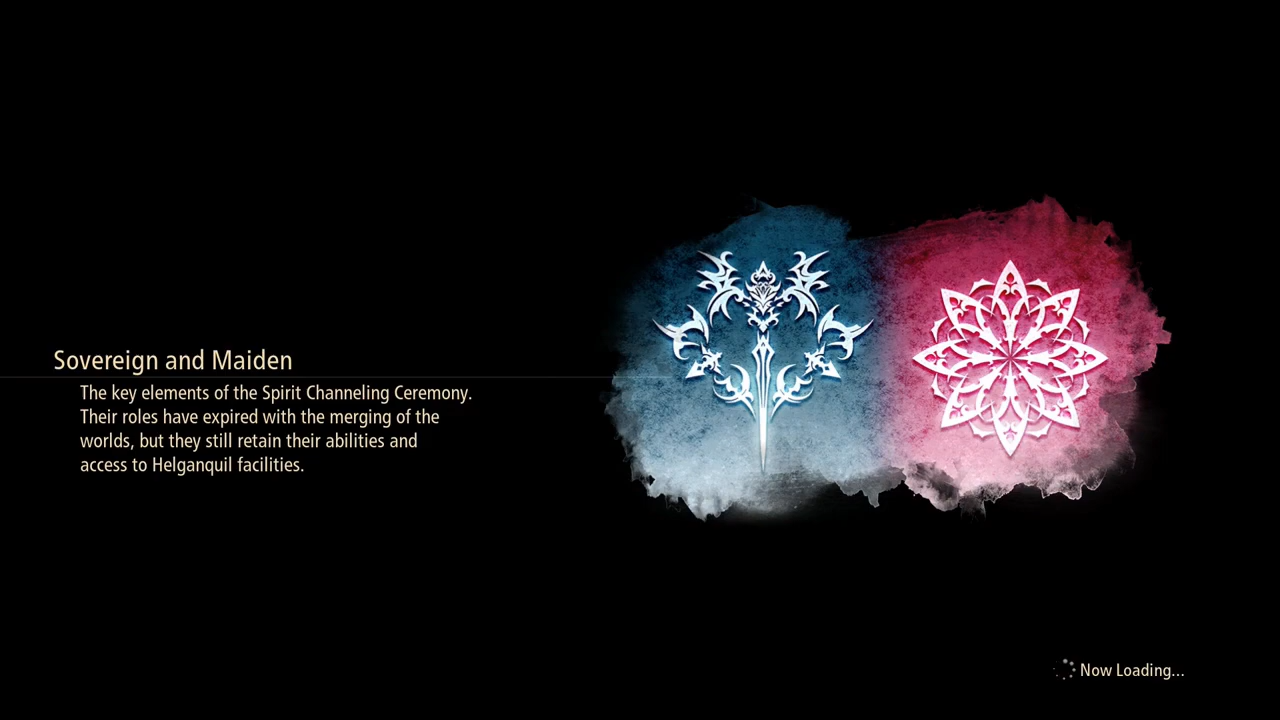 Sovereign and Maiden
The key elements of the Spirit Channeling Ceremony.
Their roles have expired with the merging of the
worlds, but they still retain their abilities and
access to Helganquil facilities.
Now Loading...